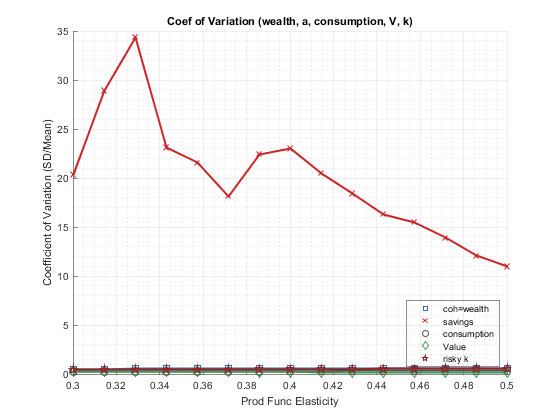 Coef of Variation (wealth, a, consumption, V, k)
35
30
25
20
15
10
5
0
Coefficient of Variation (SD/Mean)
coh=wealth
savings
consumption
Value
risky k
0.3 0.32 0.34 0.36 0.38 0.4 0.42 0.44 0.46 0.48 0.5
Prod Func Elasticity